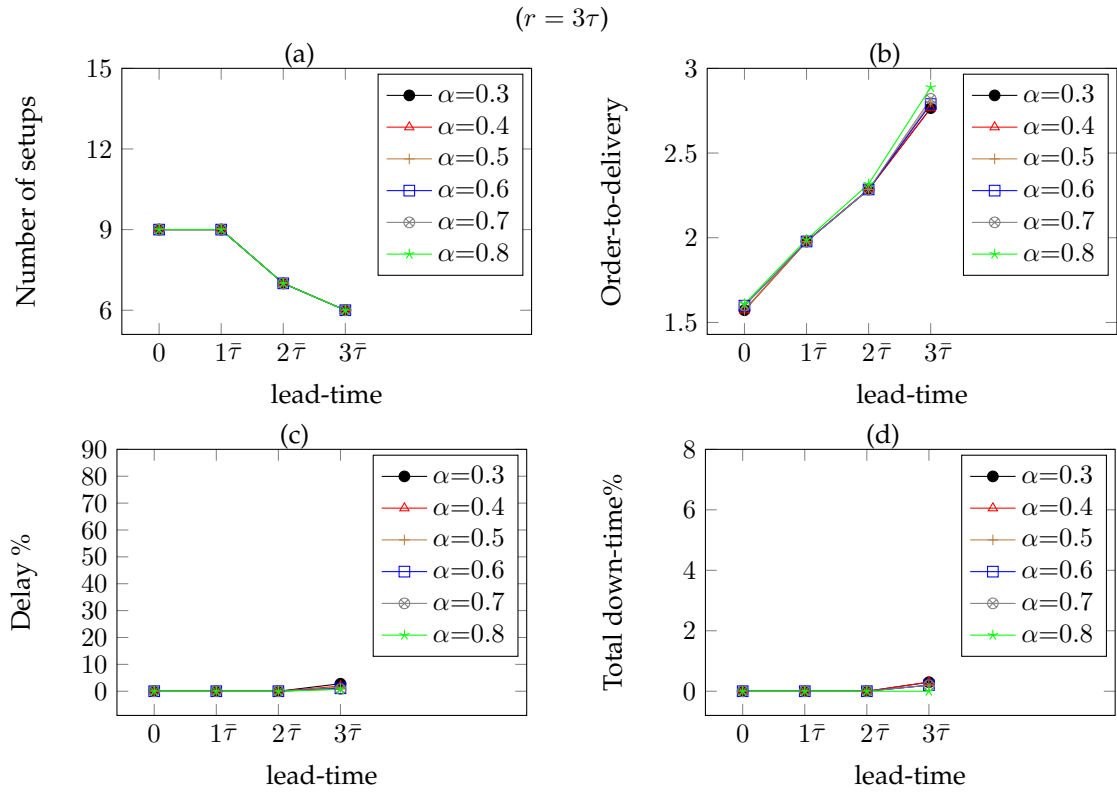 (r = 3τ)
(a)
15
12
9
6
Number of setups
0 1τ̄ 2τ̄ 3τ̄
lead-time
α=0.3
α=0.4
α=0.5
α=0.6
α=0.7
α=0.8
(b)
3
2.5
2
1.5
Order-to-delivery
0 1τ̄ 2τ̄ 3τ̄
lead-time
α=0.3
α=0.4
α=0.5
α=0.6
α=0.7
α=0.8
(c)
90
80
70
60
50
40
30
20
10
0
Delay %
0 1τ̄ 2τ̄ 3τ̄
lead-time
α=0.3
α=0.4
α=0.5
α=0.6
α=0.7
α=0.8
(d)
8
6
4
2
0
Total down-time%
0 1τ̄ 2τ̄ 3τ̄
lead-time
α=0.3
α=0.4
α=0.5
α=0.6
α=0.7
α=0.8